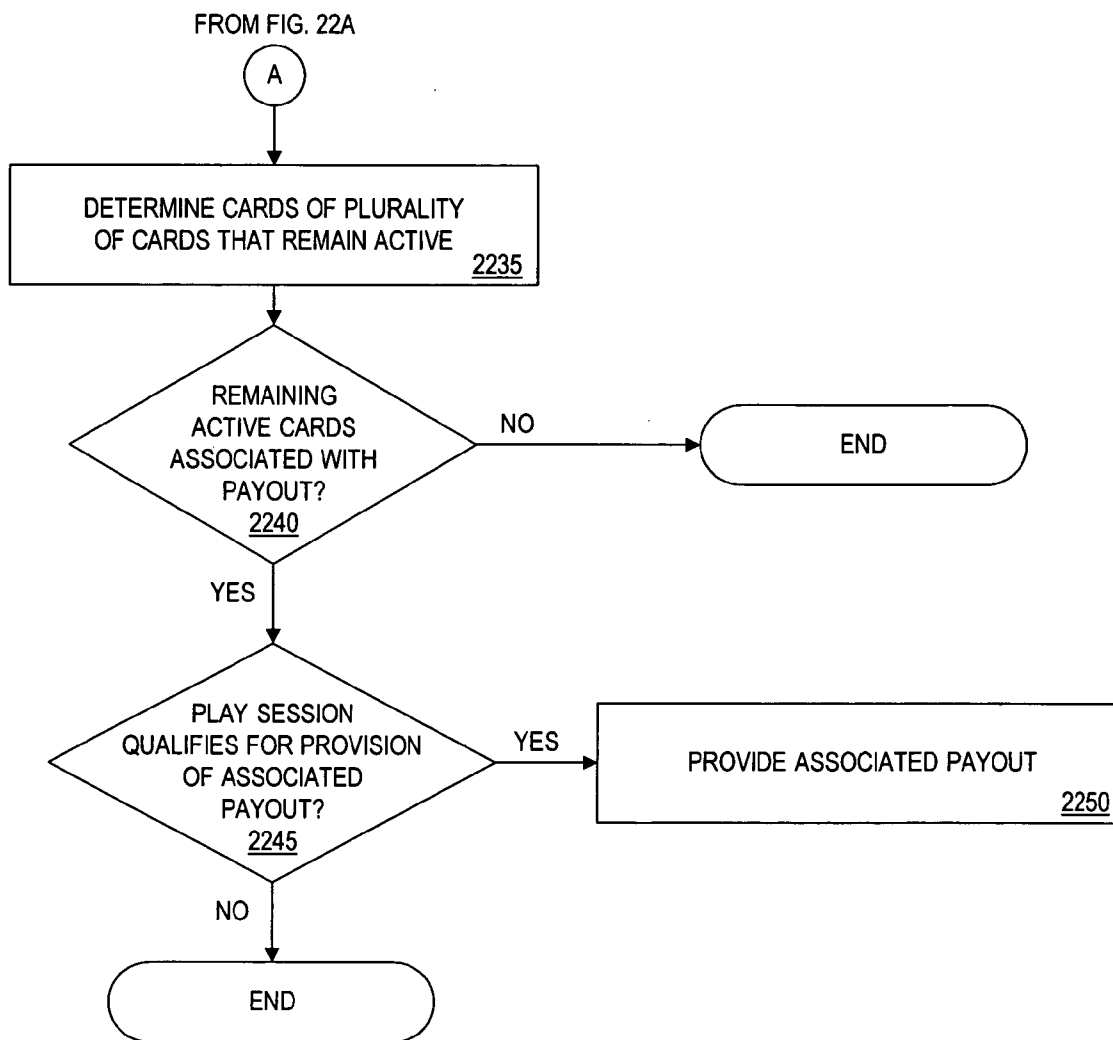 FROM FIG. 22A
A
DETERMINE CARDS OF PLURALITY
OF CARDS THAT REMAIN ACTIVE
2235
REMAINING
ACTIVE CARDS
ASSOCIATED WITH
PAYOUT?
2240
NO
END
YES
PLAY SESSION
QUALIFIES FOR PROVISION
OF ASSOCIATED
PAYOUT?
2245
YES
PROVIDE ASSOCIATED PAYOUT
2250
NO
END